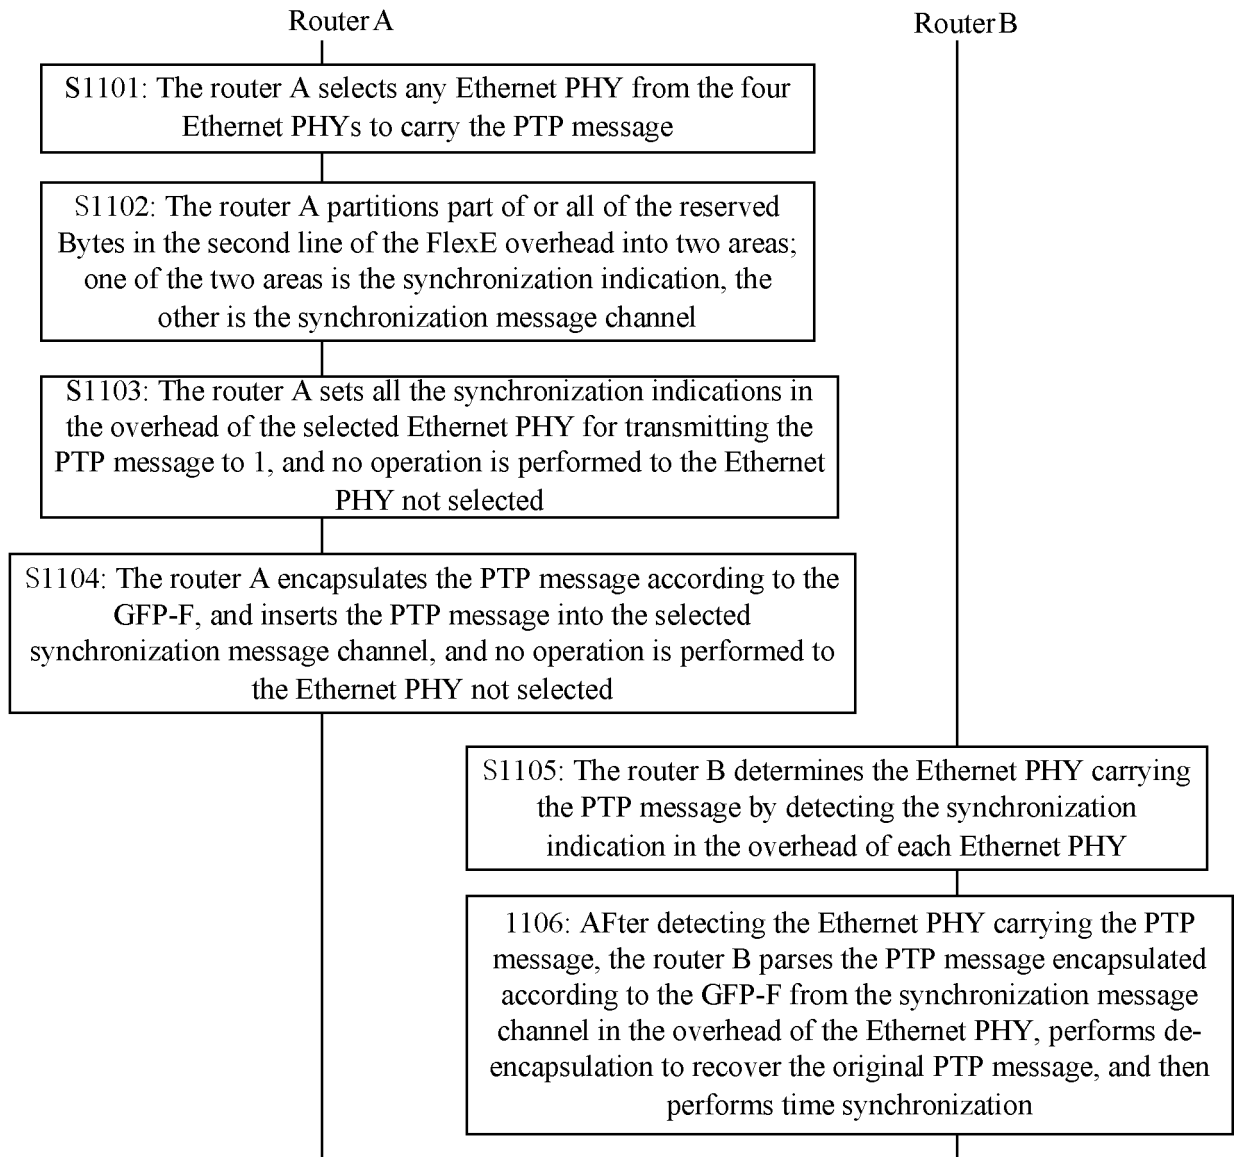 Router A
Router B
S1101: The router A selects any Ethernet PHY from the four
Ethernet PHYs to carry the PTP message
S1102: The router A partitions part of or all of the reserved
Bytes in the second line of the FlexE overhead into two areas;
one of the two areas is the synchronization indication, the
other is the synchronization message channel
S1103: The router A sets all the synchronization indications in
the overhead of the selected Ethernet PHY for transmitting the
PTP message to 1, and no operation is performed to the Ethernet
PHY not selected
S1104: The router A encapsulates the PTP message according to the
GFP-F, and inserts the PTP message into the selected
synchronization message channel, and no operation is performed to
the Ethernet PHY not selected
S1105: The router B determines the Ethernet PHY carrying
the PTP message by detecting the synchronization
indication in the overhead of each Ethernet PHY
1106: AFter detecting the Ethernet PHY carrying the PTP
message, the router B parses the PTP message encapsulated
according to the GFP-F from the synchronization message
channel in the overhead of the Ethernet PHY, performs de-
encapsulation to recover the original PTP message, and then
performs time synchronization